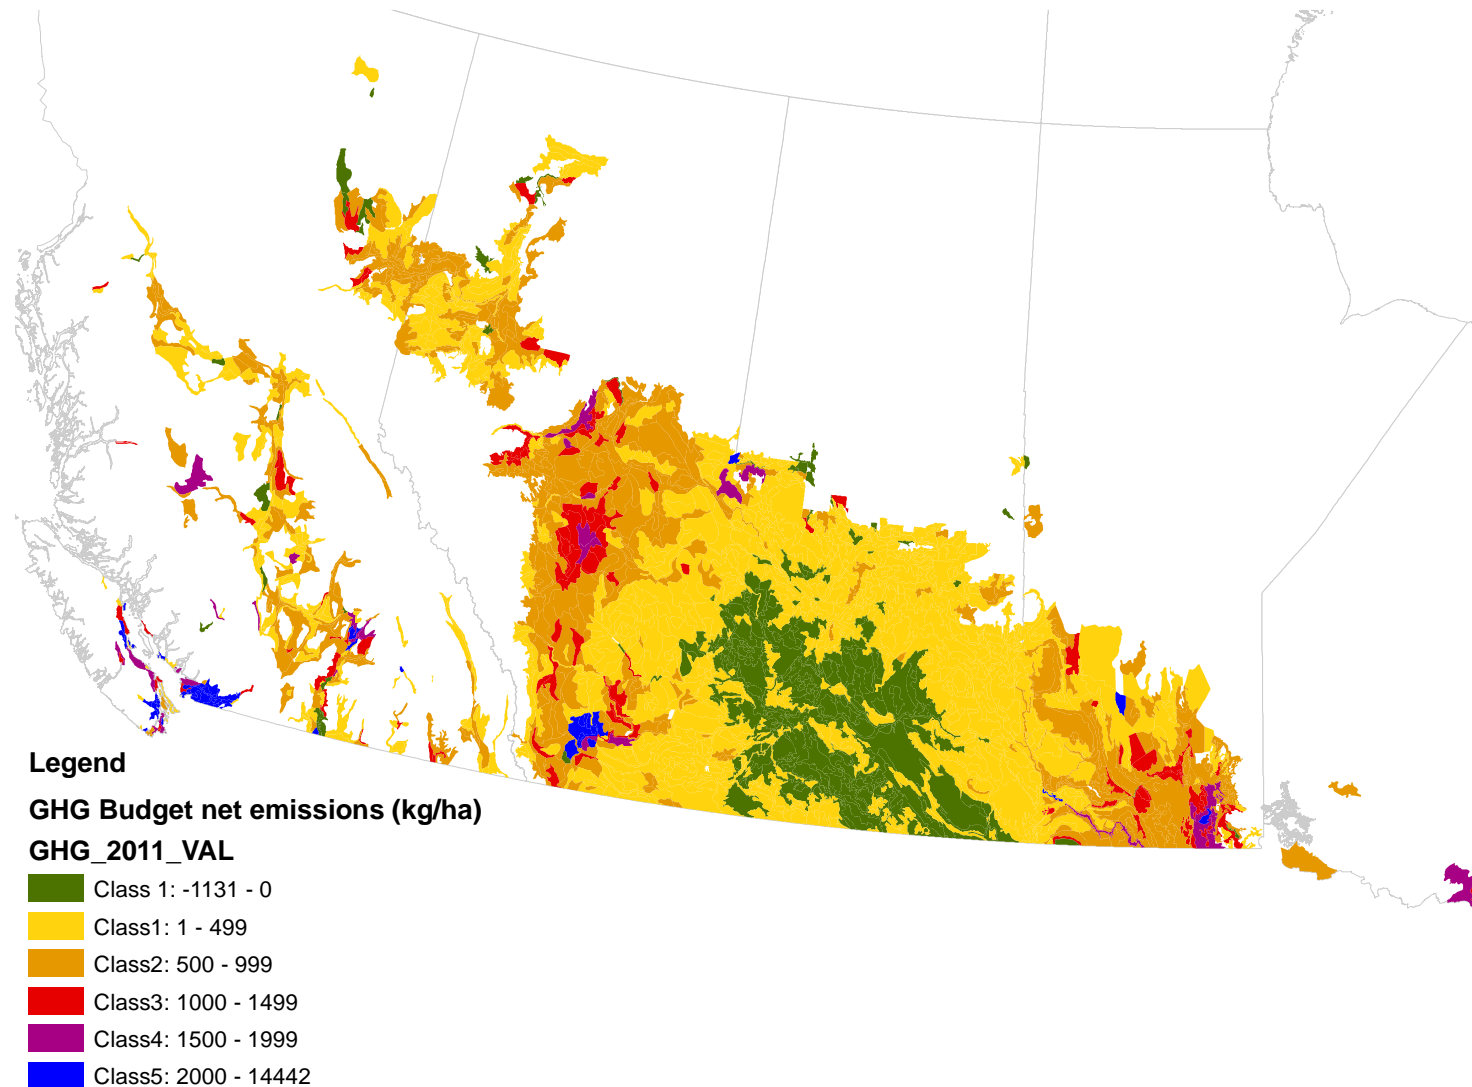 Legend
GHG Budget net emissions (kg/ha)
GHG_2011_VAL
Class 1: -1131 - 0
Class1: 1 - 499
Class2: 500 - 999
Class3: 1000 - 1499
Class4: 1500 - 1999
Class5: 2000 - 14442